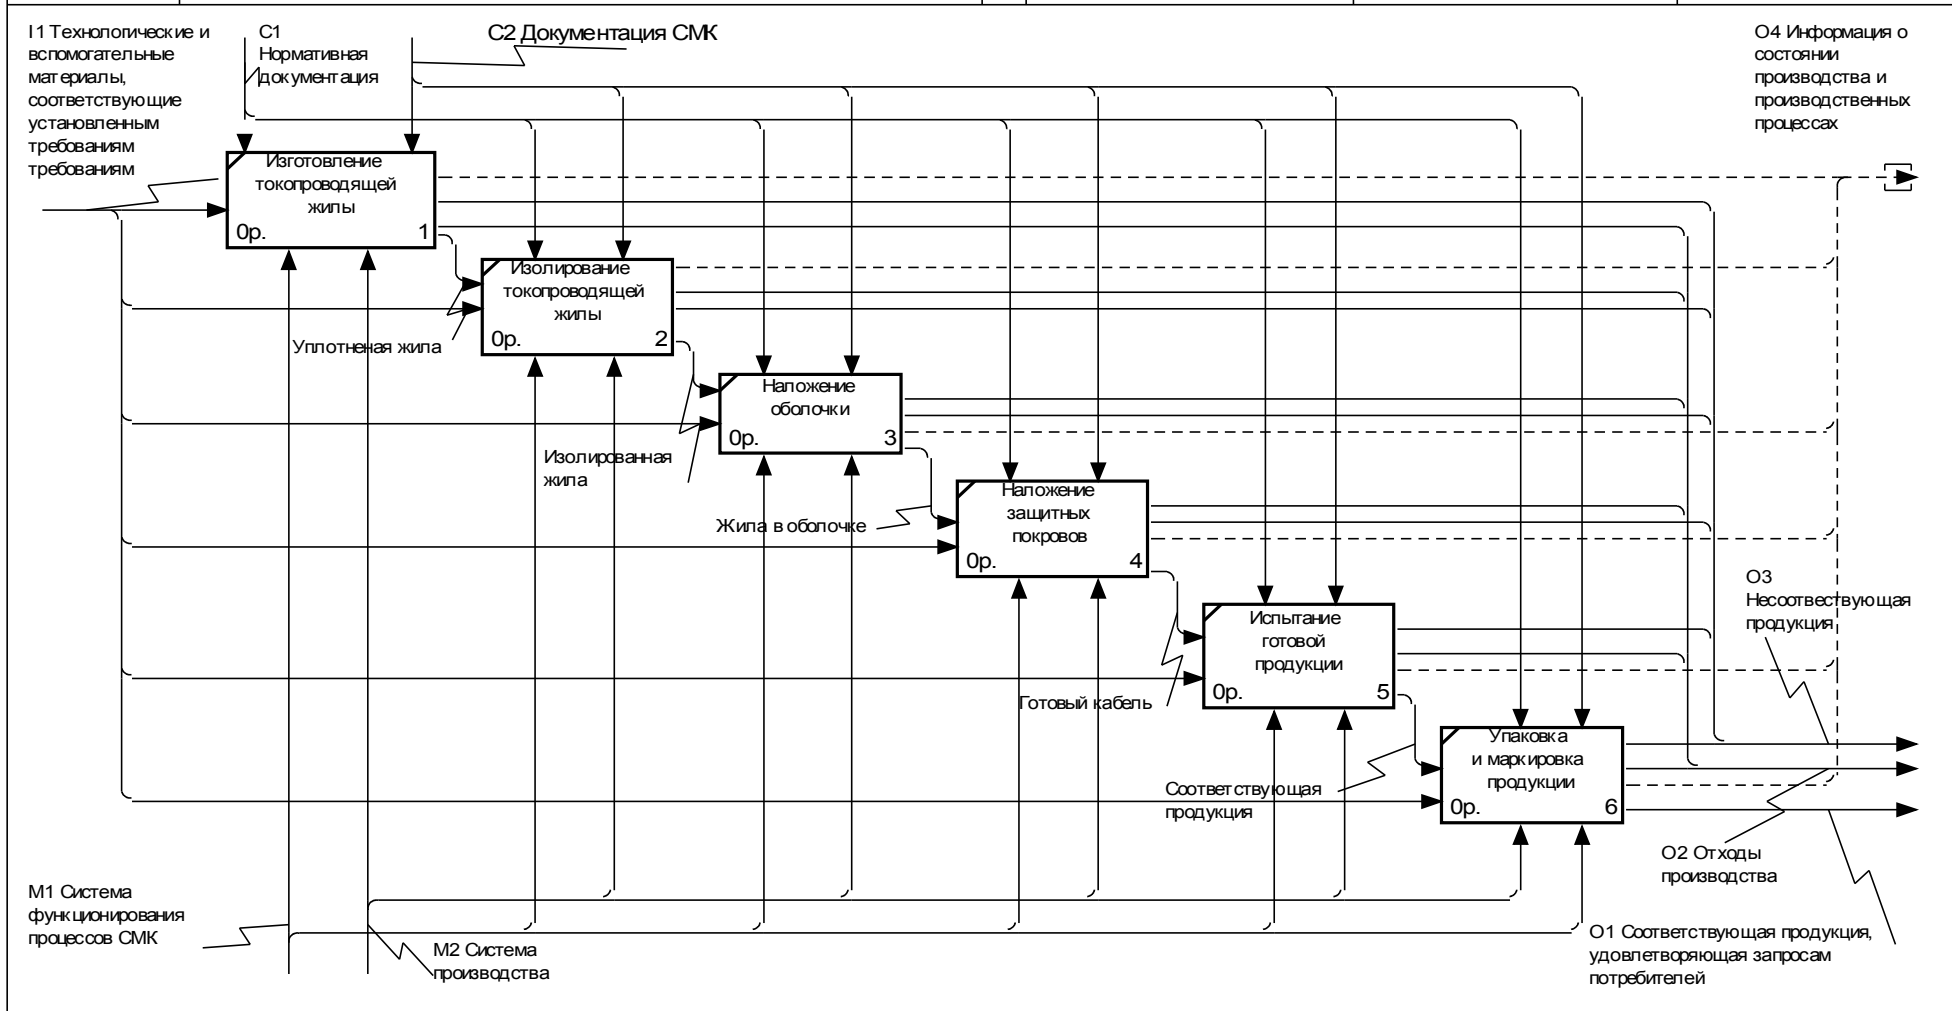 I1 Технологические и
вспомогательные
материалы,
соответствующие
установленным
требованиям
требованиям
C1
Нормативная
документация
C2 Документация СМК
O4 Информация о
состоянии
производства и
производственных
процессах
Изготовление
токопроводящей
жилы
0р. 1
Изолирование
токопроводящей
жилы
0р. 2
Уплотненая жила
Наложение
оболочки
0р. 3
Изолированная
жила
Наложение
защитных
покровов
0р. 4
Жила в оболочке
Испытание
готовой
продукции
0р. 5
Готовый кабель
O3
Несоотвествующая
продукция
Упаковка
и маркировка
продукции
0р. 6
Соответствующая
продукция
O2 Отходы
производства
M1 Система
функционирования
процессов СМК
M2 Система
производства
O1 Соответствующая продукция,
удовлетворяющая запросам
потребителей